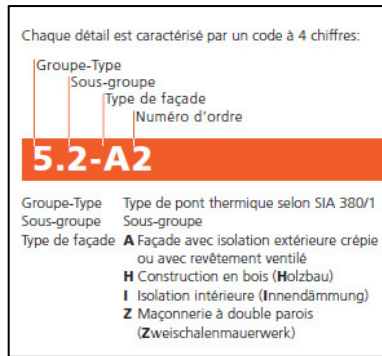 Chaque détail est caractérisé par un code à 4 chiffres:
Groupe-Type
Sous-groupe
Type de façade
Numéro d'ordre
5.2-A2
Groupe-Type Type de pont thermique selon SIA 380/1
Sous-groupe Sous-groupe
Type de façade A Façade avec isolation extérieure crépie
ou avec revêtement ventilé
H Construction en bois (Holzbau)
I Isolation intérieure (Innendämmung)
Z Maçonnerie à double parois
(Zweischalenmauerwerk)